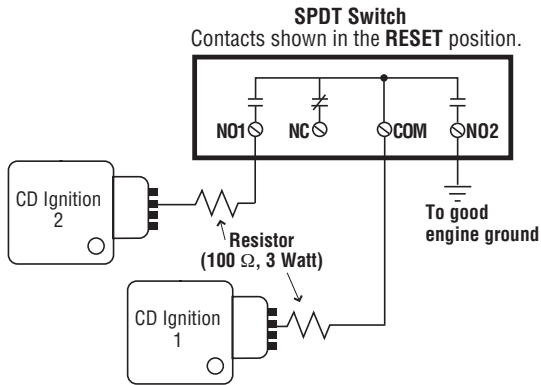 SPDT Switch
Contacts shown in the RESET position.
NO1 NC COM NO2
CD Ignition
2
To good
engine ground
Resistor
(100 Ω, 3 Watt)
CD Ignition
1